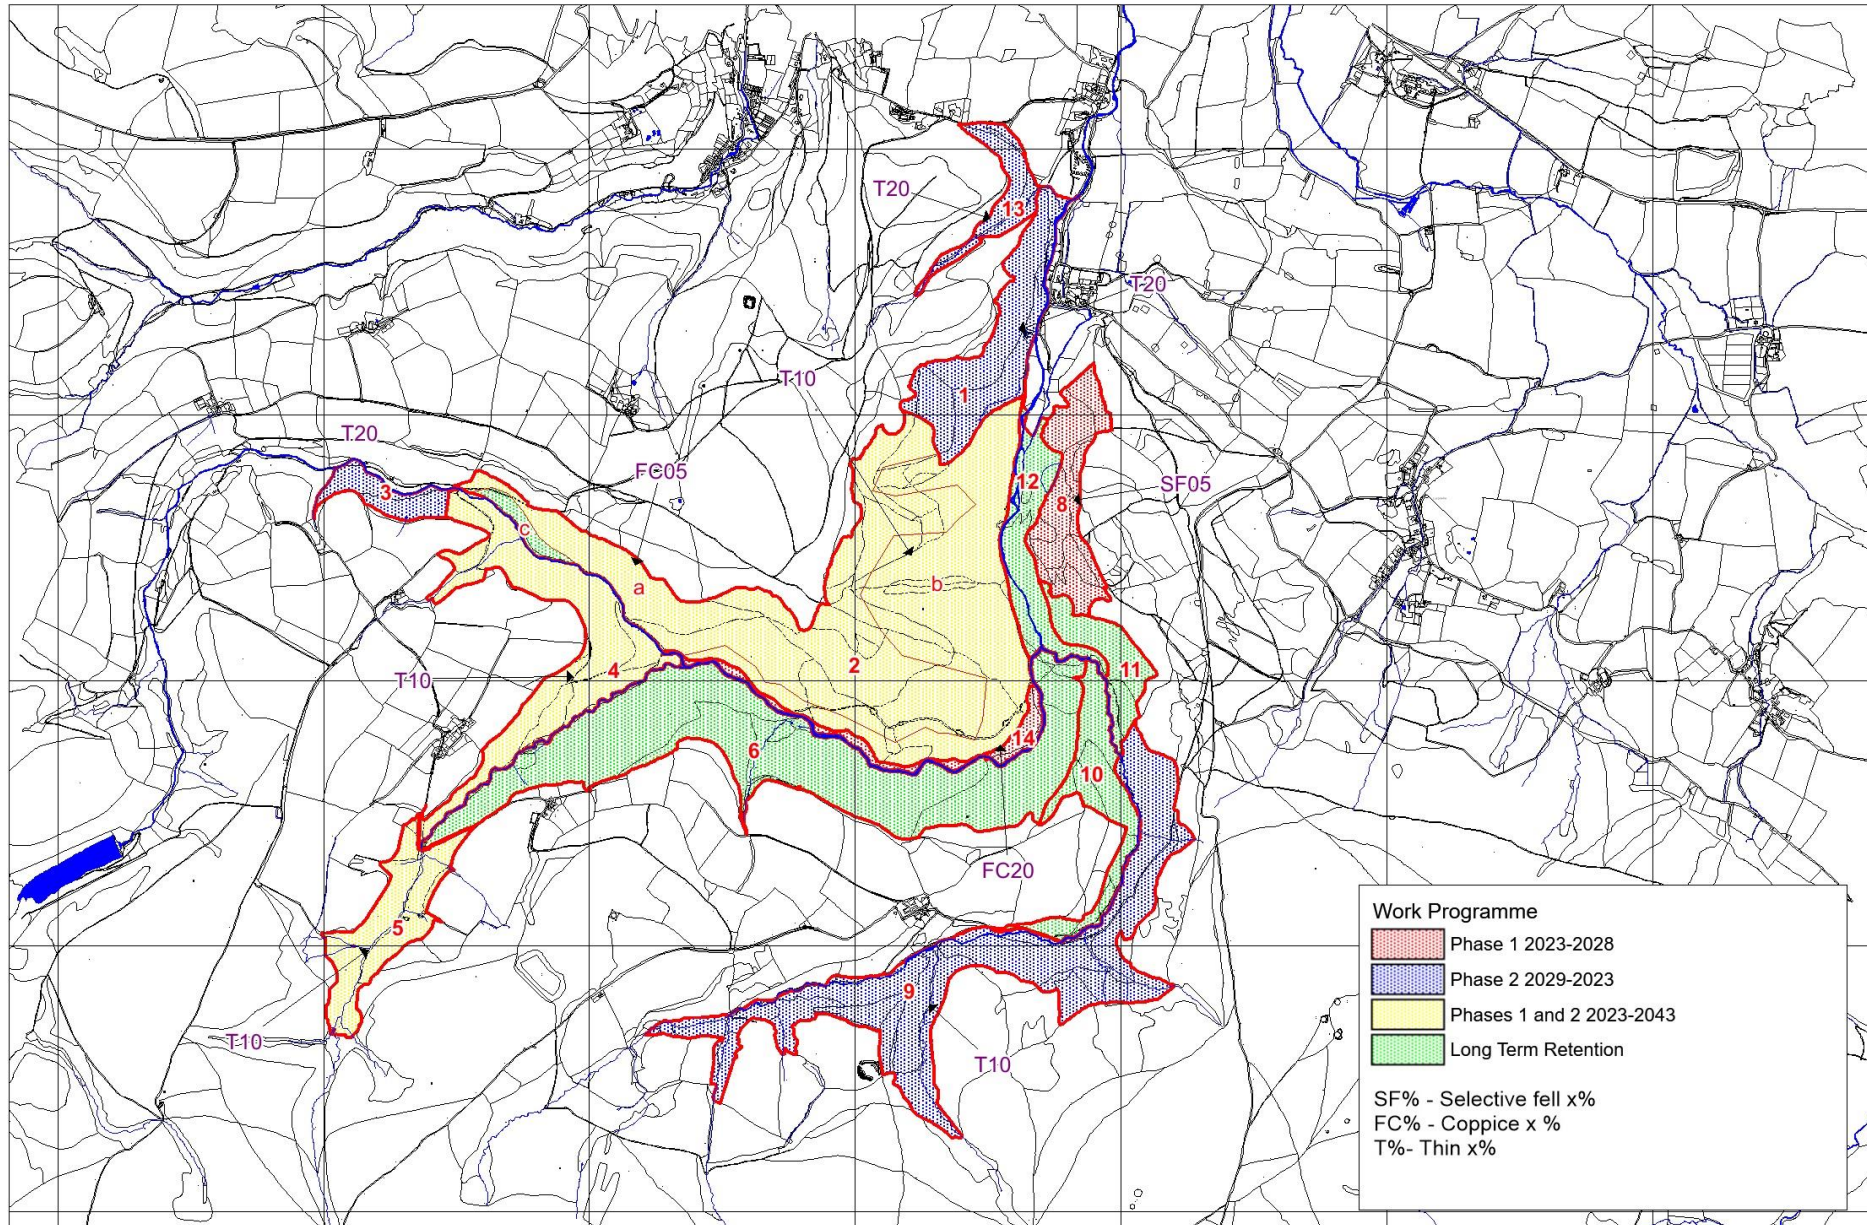 T20
13
T20
T10
1
T.20
FC05
SF05
3
12
8
c
a
b
2
4
T10
11
14
6
10
FC20
5
9
T10
T10
Work Programme
Phase 1 2023-2028
Phase 2 2029-2023
Phases 1 and 2 2023-2043
Long Term Retention
SF% - Selective fell x%
FC% - Coppice x %
T%- Thin x%